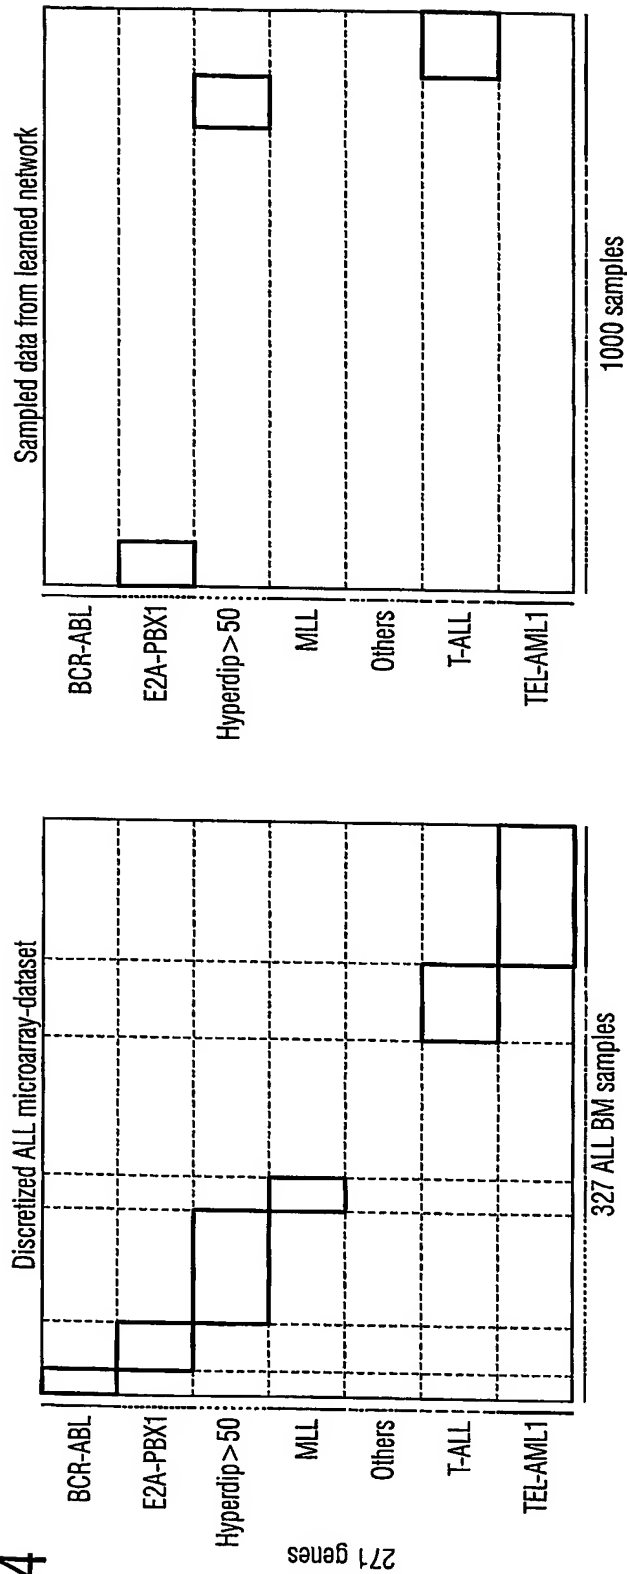 4
271 genes
Discretized ALL microarray-dataset
BCR-ABL
E2A-PBX1
Hyperdip>50
MLL
Others
T-ALL
TEL-AML1
327 ALL BM samples
Sampled data from learned network
BCR-ABL
E2A-PBX1
Hyperdip>50
MLL
Others
T-ALL
TEL-AML1
1000 samples